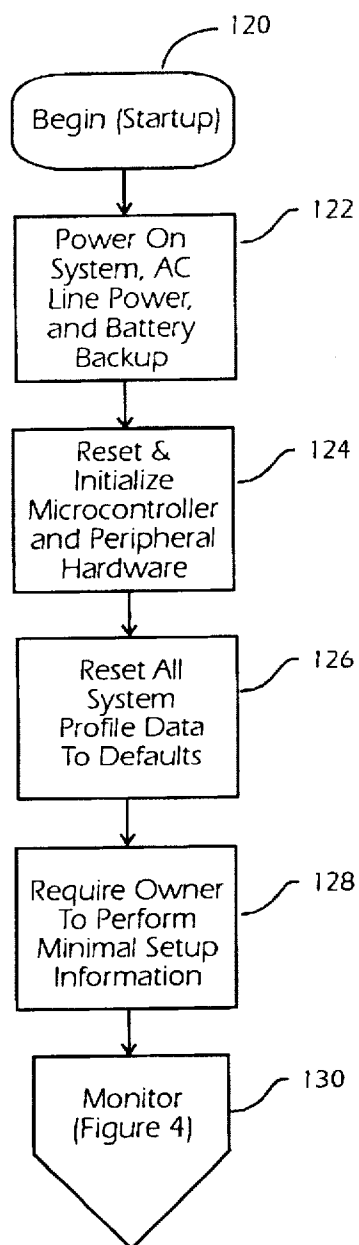 120
Begin (Startup)
122
Power On
System, AC
Line Power,
and Battery
Backup
124
Reset &
Initialize
Microcontroller
and Peripheral
Hardware
126
Reset All
System
Profile Data
To Defaults
128
Require Owner
To Perform
Minimal Setup
Information
130
Monitor
(Figure 4)